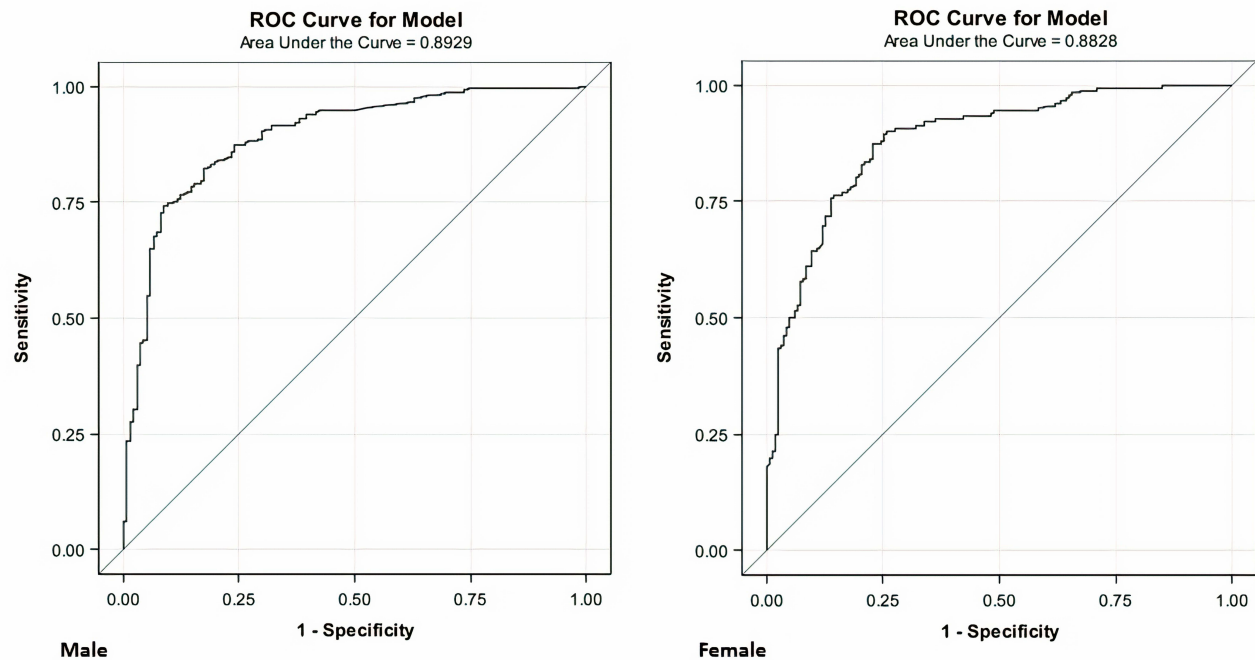 ROC Curve for Model
Area Under the Curve = 0.8929
1.00
0.75
0.50
0.25
0.00
Sensitivity
0.00 0.25 0.50 0.75 1.00
1 - Specificity
Male
ROC Curve for Model
Area Under the Curve = 0.8828
1.00
0.75
0.50
0.25
0.00
Sensitivity
0.00 0.25 0.50 0.75 1.00
1 - Specificity
Female